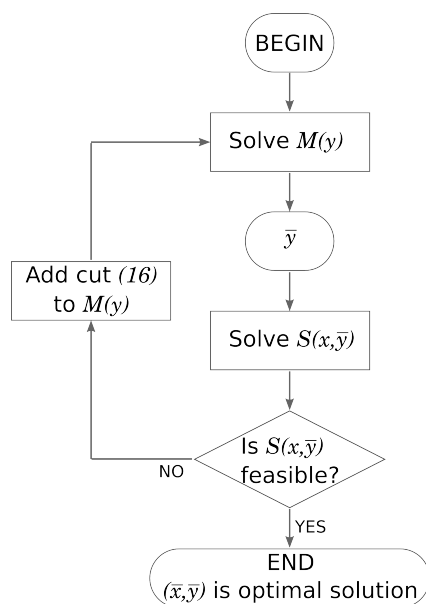 BEGIN
Solve M(y)
y̅
Add cut (16)
to M(y)
Solve S(x,y̅)
Is S(x,y̅)
feasible?
NO
YES
END
(x̅,y̅) is optimal solution